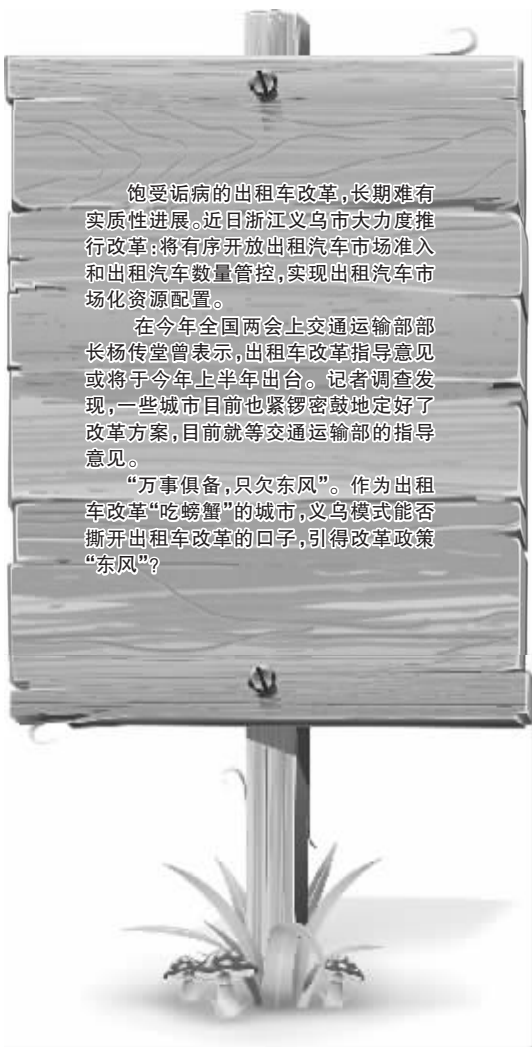 饱受诟病的出租车改革,长期难有
实质性进展。近日浙江义乌市大力度推
行改革:将有序开放出租汽车市场准入
和出租汽车数量管控,实现出租汽车市
场化资源配置。
在今年全国两会上交通运输部部
长杨传堂曾表示,出租车改革指导意见
或将于今年上半年出台。记者调查发
现,一些城市目前也紧锣密鼓地定好了
改革方案,目前就等交通运输部的指导
意见。
“万事俱备,只欠东风”。作为出租
车改革“吃螃蟹”的城市,义乌模式能否
撕开出租车改革的口子,引得改革政策
“东风”?